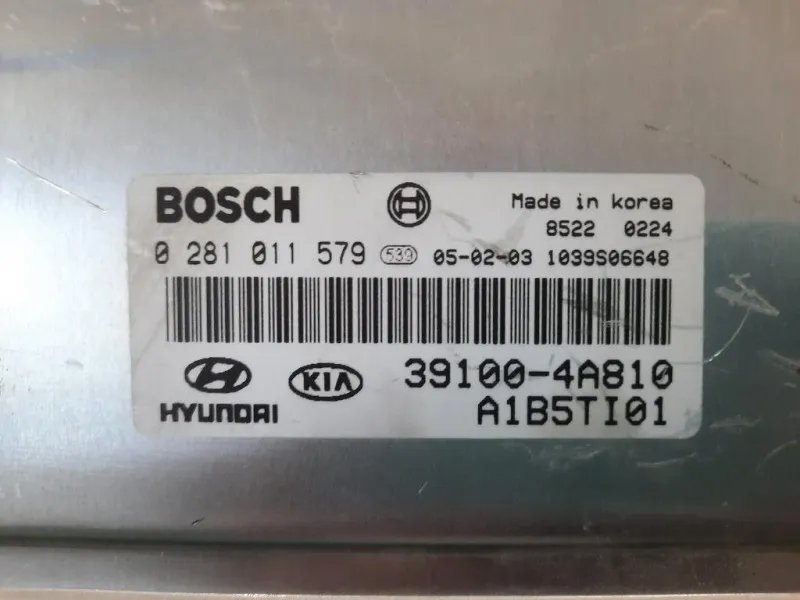 BOSCH Made in korea
8522 0224
0 281 011 579 539 05-02-03 1039S06648
KIA 39100-4A810
HYUNDAI A1B5TI01